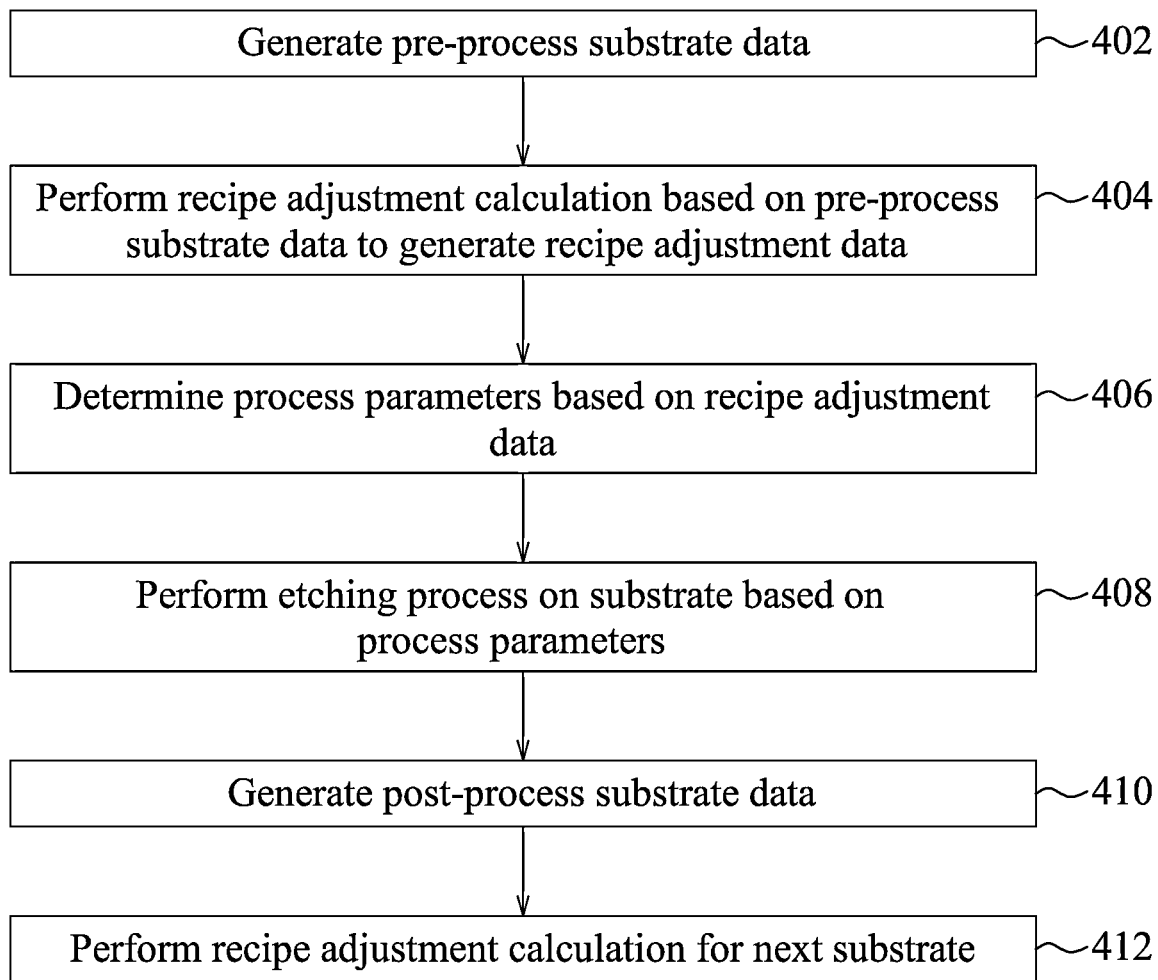 Generate pre-process substrate data
402
Perform recipe adjustment calculation based on pre-process
substrate data to generate recipe adjustment data
404
Determine process parameters based on recipe adjustment
data
406
Perform etching process on substrate based on
process parameters
408
Generate post-process substrate data
410
Perform recipe adjustment calculation for next substrate
412